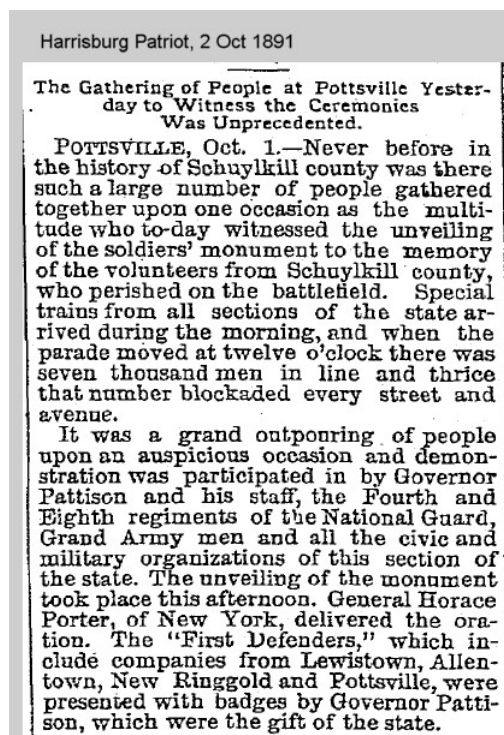 Harrisburg Patriot, 2 Oct 1891
The Gathering of People at Pottsville Yester-
day to Witness the Ceremonies
Was Unprecedented.
POTTSVILLE, Oct. 1.—Never before in
the history of Schuylkill county was there
such a large number of people gathered
together upon one occasion as the multi-
tude who to-day witnessed the unveiling
of the soldiers' monument to the memory
of the volunteers from Schuylkill county,
who perished on the battlefield. Special
trains from all sections of the state ar-
rived during the morning, and when the
parade moved at twelve o'clock there was
seven thousand men in line and thrice
that number blockaded every street and
avenue.
It was a grand outpouring of people
upon an auspicious occasion and demon-
stration was participated in by Governor
Pattison and his staff, the Fourth and
Eighth regiments of the National Guard,
Grand Army men and all the civic and
military organizations of this section of
the state. The unveiling of the monument
took place this afternoon. General Horace
Porter, of New York, delivered the ora-
tion. The "First Defenders," which in-
clude companies from Lewistown, Allen-
town, New Ringgold and Pottsville, were
presented with badges by Governor Patti-
son, which were the gift of the state.